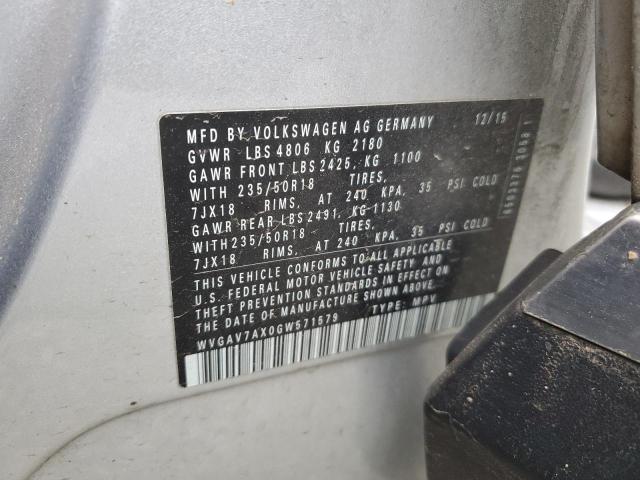 MFD BY VOLKSWAGEN AG GERMANY 12/15
GVWR LBS 4806 KG 2180
GAWR FRONT LBS 2425, KG 1100
WITH 235/50R18 TIRES,
7JX18 RIMS, AT 240 KPA, 35 PSI COLD
GAWR REAR LBS 2491, KG 1130
WITH 235/50R18 TIRES,
7JX18 RIMS, AT 240 KPA, 35 PSI COLD
THIS VEHICLE CONFORMS TO ALL APPLICABLE
U.S. FEDERAL MOTOR VEHICLE SAFETY AND
THEFT PREVENTION STANDARDS IN EFFECT ON
THE DATE OF MANUFACTURE SHOWN ABOVE.
WVGAV7AX0GW571579 TYPE: MPV